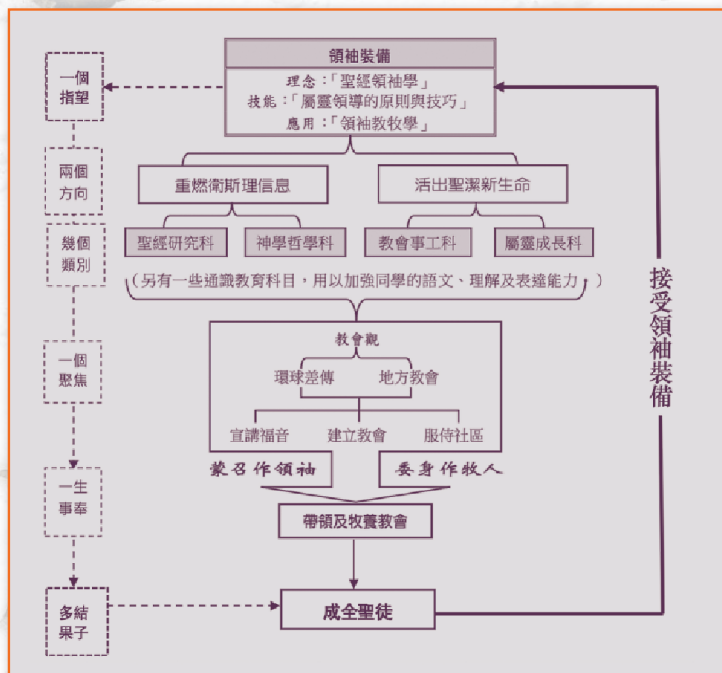 領袖裝備
理念：「聖經領袖學」
技能：「屬靈領導的原則與技巧」
應用：「領袖教牧學」
一個
指望
兩個
方向
重燃衛斯理信息
活出聖潔新生命
幾個
類別
聖經研究科
神學哲學科
教會事工科
屬靈成長科
（另有一些通識教育科目，用以加強同學的語文、理解及表達能力。）
一個
聚焦
教會觀
環球差傳
地方教會
宣講福音
建立教會
服侍社區
蒙召作領袖
委身作牧人
一生
事奉
帶領及牧養教會
多結
果子
成全聖徒
接受領袖裝備